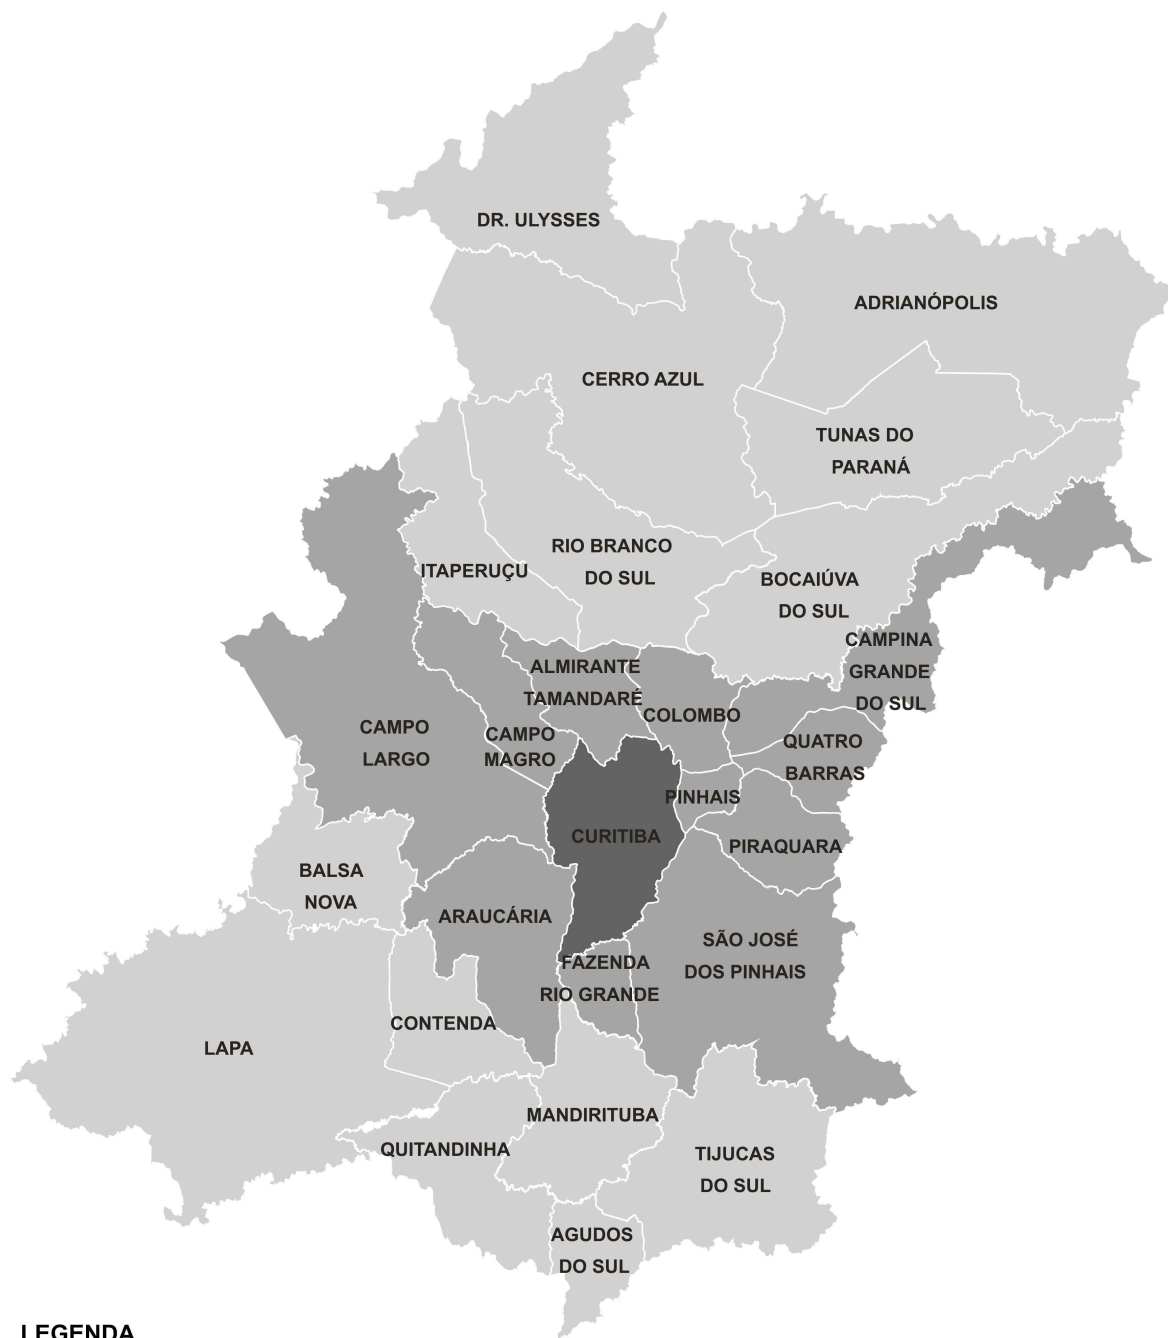 DR. ULYSSES
ADRIANÓPOLIS
CERRO AZUL
TUNAS DO
PARANÁ
RIO BRANCO
DO SUL
ITAPERUÇU
BOCAIÚVA
DO SUL
CAMPINA
GRANDE
DO SUL
ALMIRANTE
TAMANDARÉ
COLOMBO
CAMPO
LARGO
CAMPO
MAGRO
QUATRO
BARRAS
PINHAIS
CURITIBA
PIRAQUARA
BALSA
NOVA
ARAUCÁRIA
SÃO JOSÉ
DOS PINHAIS
FAZENDA
RIO GRANDE
CONTENDA
LAPA
MANDIRITUBA
QUITANDINHA
TIJUCAS
DO SUL
AGUDOS
DO SUL
LEGENDA